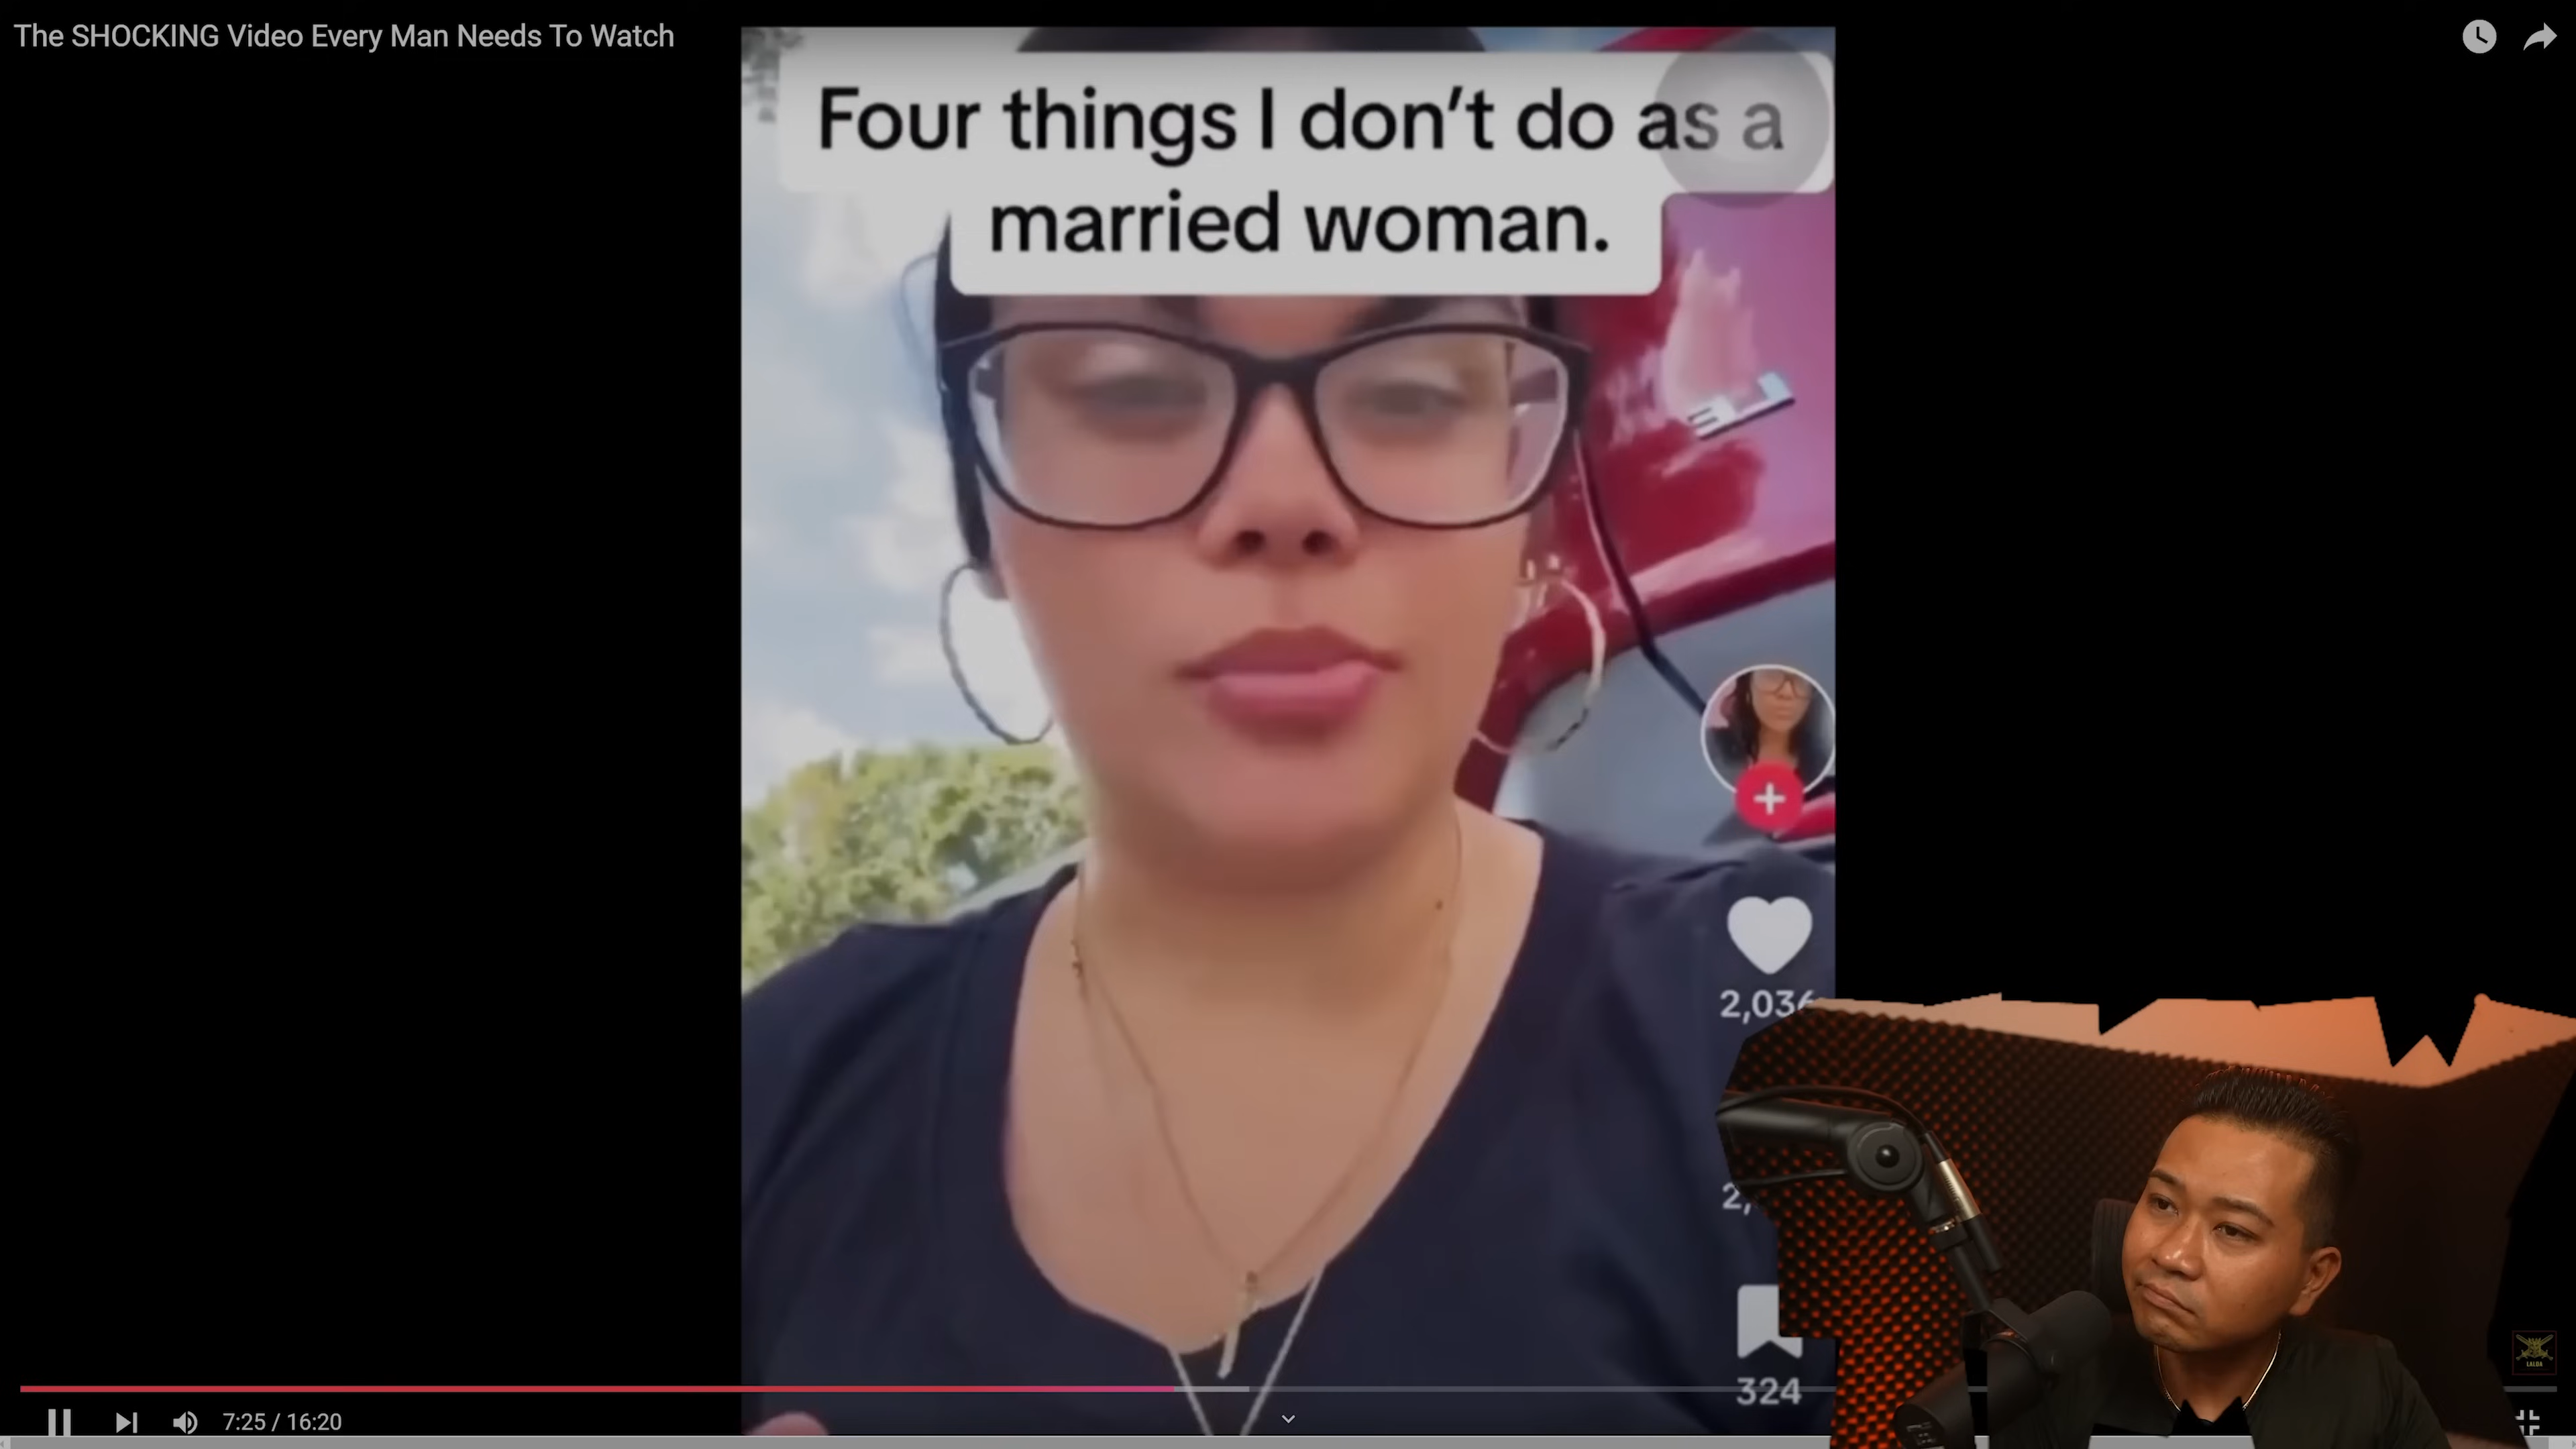 The SHOCKING Video Every Man Needs To Watch
Four things I don't do as a
married woman.
2,036
2,
324
7:25 / 16:20